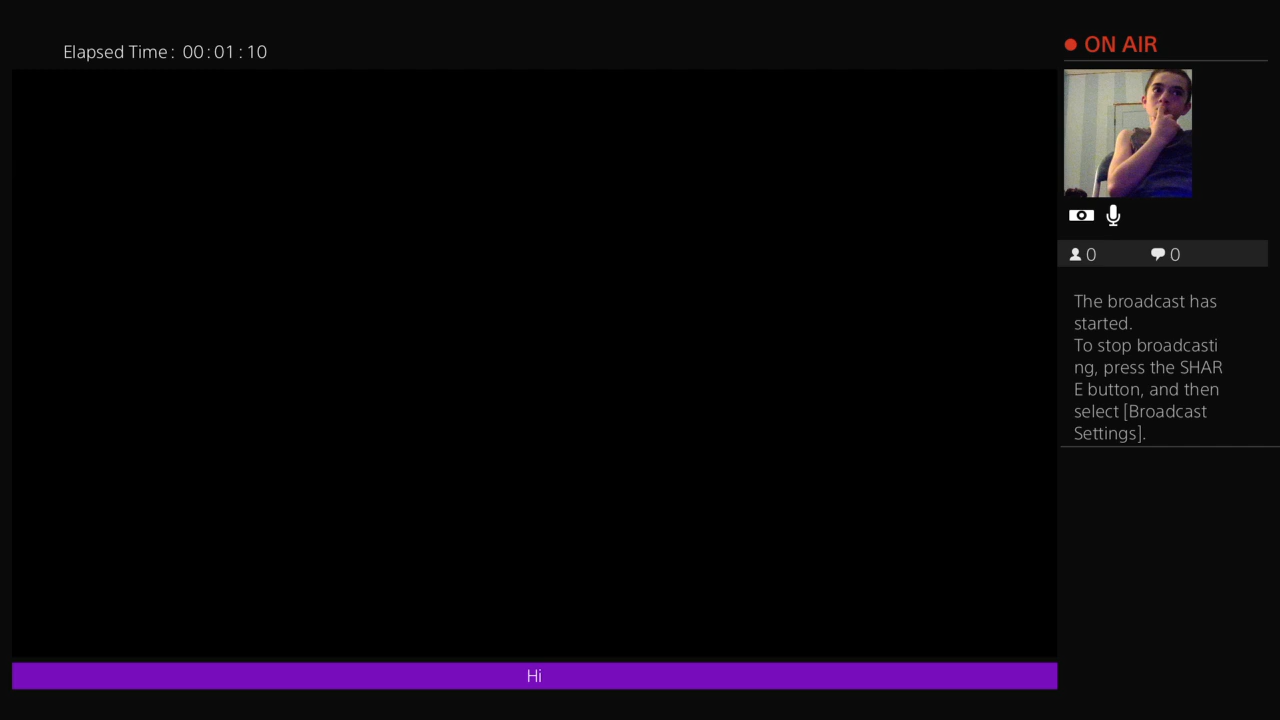 Elapsed Time: 00:01:10
ON AIR
0 0
The broadcast has
started.
To stop broadcasti
ng, press the SHAR
E button, and then
select [Broadcast
Settings].
Hi